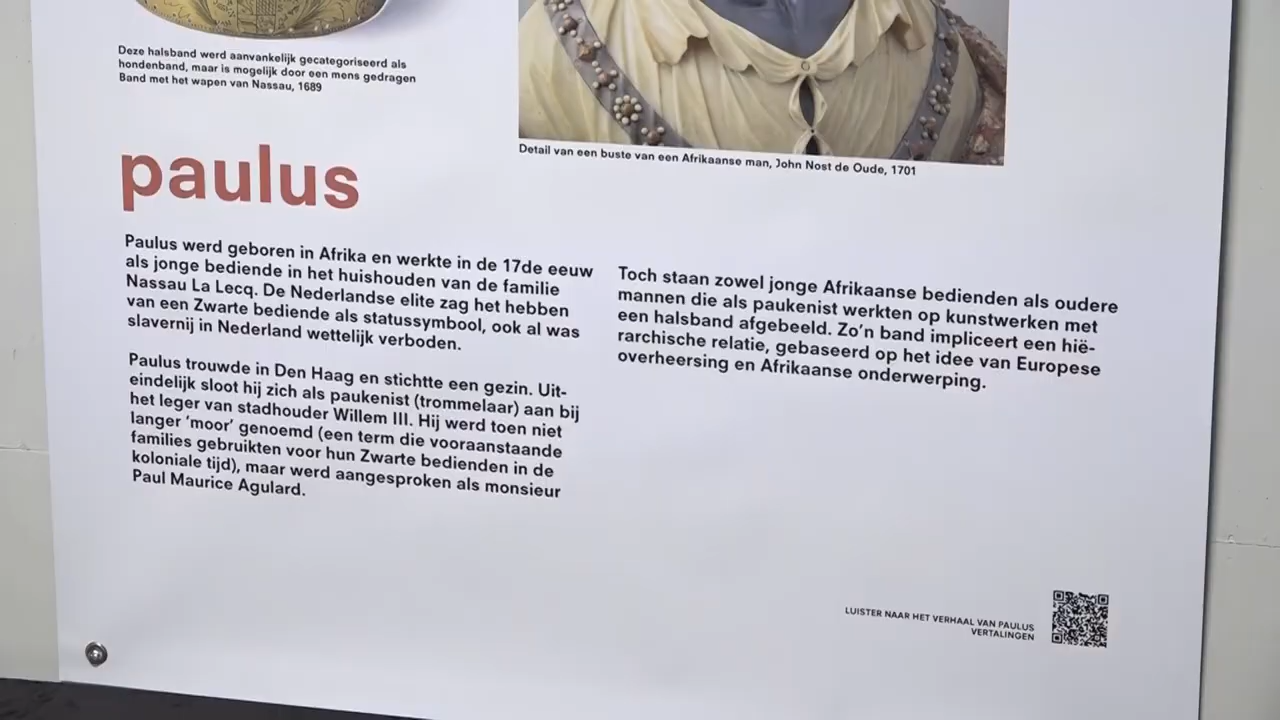 Deze halsband werd aanvankelijk gecategoriseerd als
hondenband, maar is mogelijk door een mens gedragen
Band met het wapen van Nassau, 1689
Detail van een buste van een Afrikaanse man, John Nost de Oude, 1701
paulus
Paulus werd geboren in Afrika en werkte in de 17de eeuw
als jonge bediende in het huishouden van de familie
Nassau La Lecq. De Nederlandse elite zag het hebben
van een Zwarte bediende als statussymbool, ook al was
slavernij in Nederland wettelijk verboden.
Paulus trouwde in Den Haag en stichtte een gezin. Uit-
eindelijk sloot hij zich als paukenist (trommelaar) aan bij
het leger van stadhouder Willem III. Hij werd toen niet
langer ‘moor’ genoemd (een term die vooraanstaande
families gebruikten voor hun Zwarte bedienden in de
koloniale tijd), maar werd aangesproken als monsieur
Paul Maurice Agulard.
Toch staan zowel jonge Afrikaanse bedienden als oudere
mannen die als paukenist werkten op kunstwerken met
een halsband afgebeeld. Zo’n band impliceert een hië-
rarchische relatie, gebaseerd op het idee van Europese
overheersing en Afrikaanse onderwerping.
LUISTER NAAR HET VERHAAL VAN PAULUS
VERTALINGEN